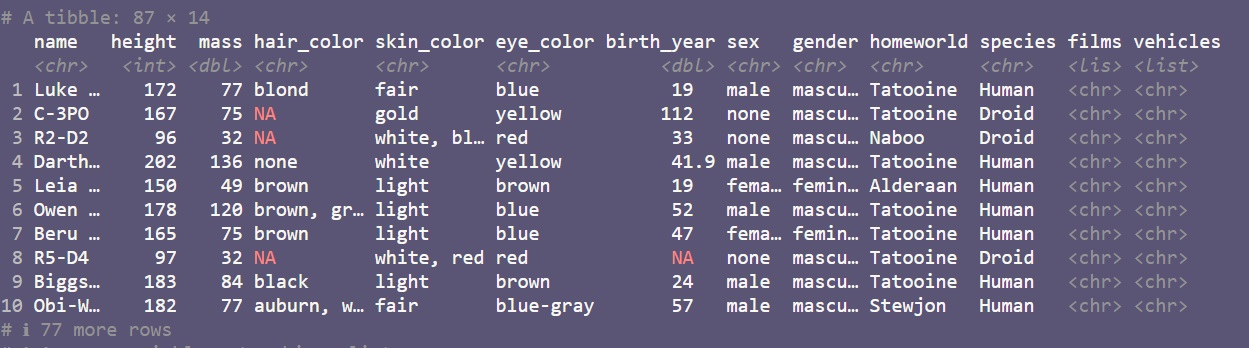 # A tibble: 87 × 14
name height mass hair_color skin_color eye_color birth_year sex gender homeworld species films vehicles
<chr> <int> <dbl> <chr> <chr> <chr> <dbl> <chr> <chr> <chr> <chr> <lis> <list>
1 Luke … 172 77 blond fair blue 19 male mascu… Tatooine Human <chr> <chr>
2 C-3PO 167 75 NA gold yellow 112 none mascu… Tatooine Droid <chr> <chr>
3 R2-D2 96 32 NA white, bl… red 33 none mascu… Naboo Droid <chr> <chr>
4 Darth… 202 136 none white yellow 41.9 male mascu… Tatooine Human <chr> <chr>
5 Leia … 150 49 brown light brown 19 fema… femin… Alderaan Human <chr> <chr>
6 Owen … 178 120 brown, gr… light blue 52 male mascu… Tatooine Human <chr> <chr>
7 Beru … 165 75 brown light blue 47 fema… femin… Tatooine Human <chr> <chr>
8 R5-D4 97 32 NA white, red red NA none mascu… Tatooine Droid <chr> <chr>
9 Biggs… 183 84 black light brown 24 male mascu… Tatooine Human <chr> <chr>
10 Obi-W… 182 77 auburn, w… fair blue-gray 57 male mascu… Stewjon Human <chr> <chr>
# ℹ 77 more rows